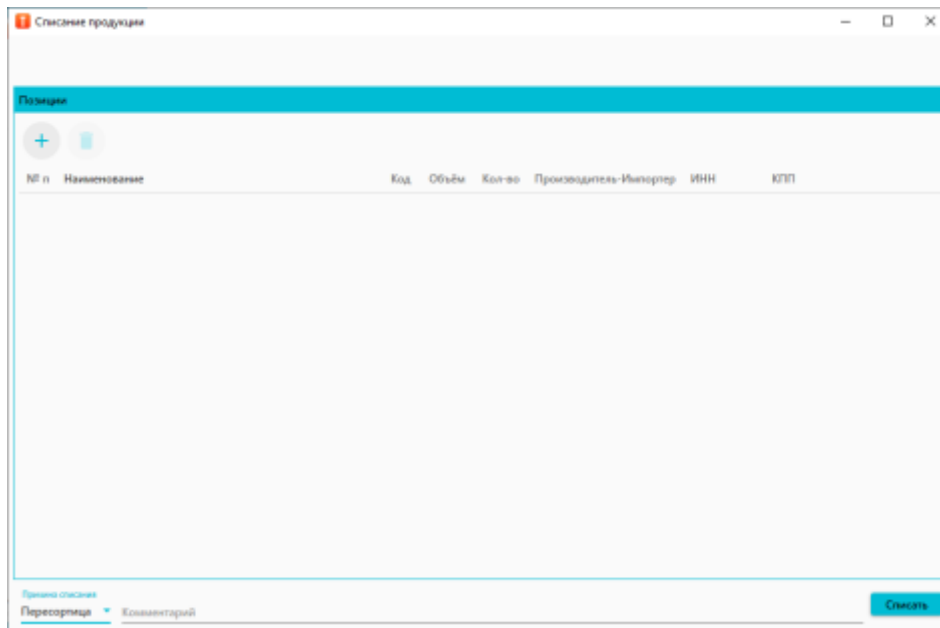 Списание продукции
Позиции
№ п Наименование Код Объём Кол-во Производитель-Импортер ИНН КПП
Причина списания
Пересортица Комментарий
Списать